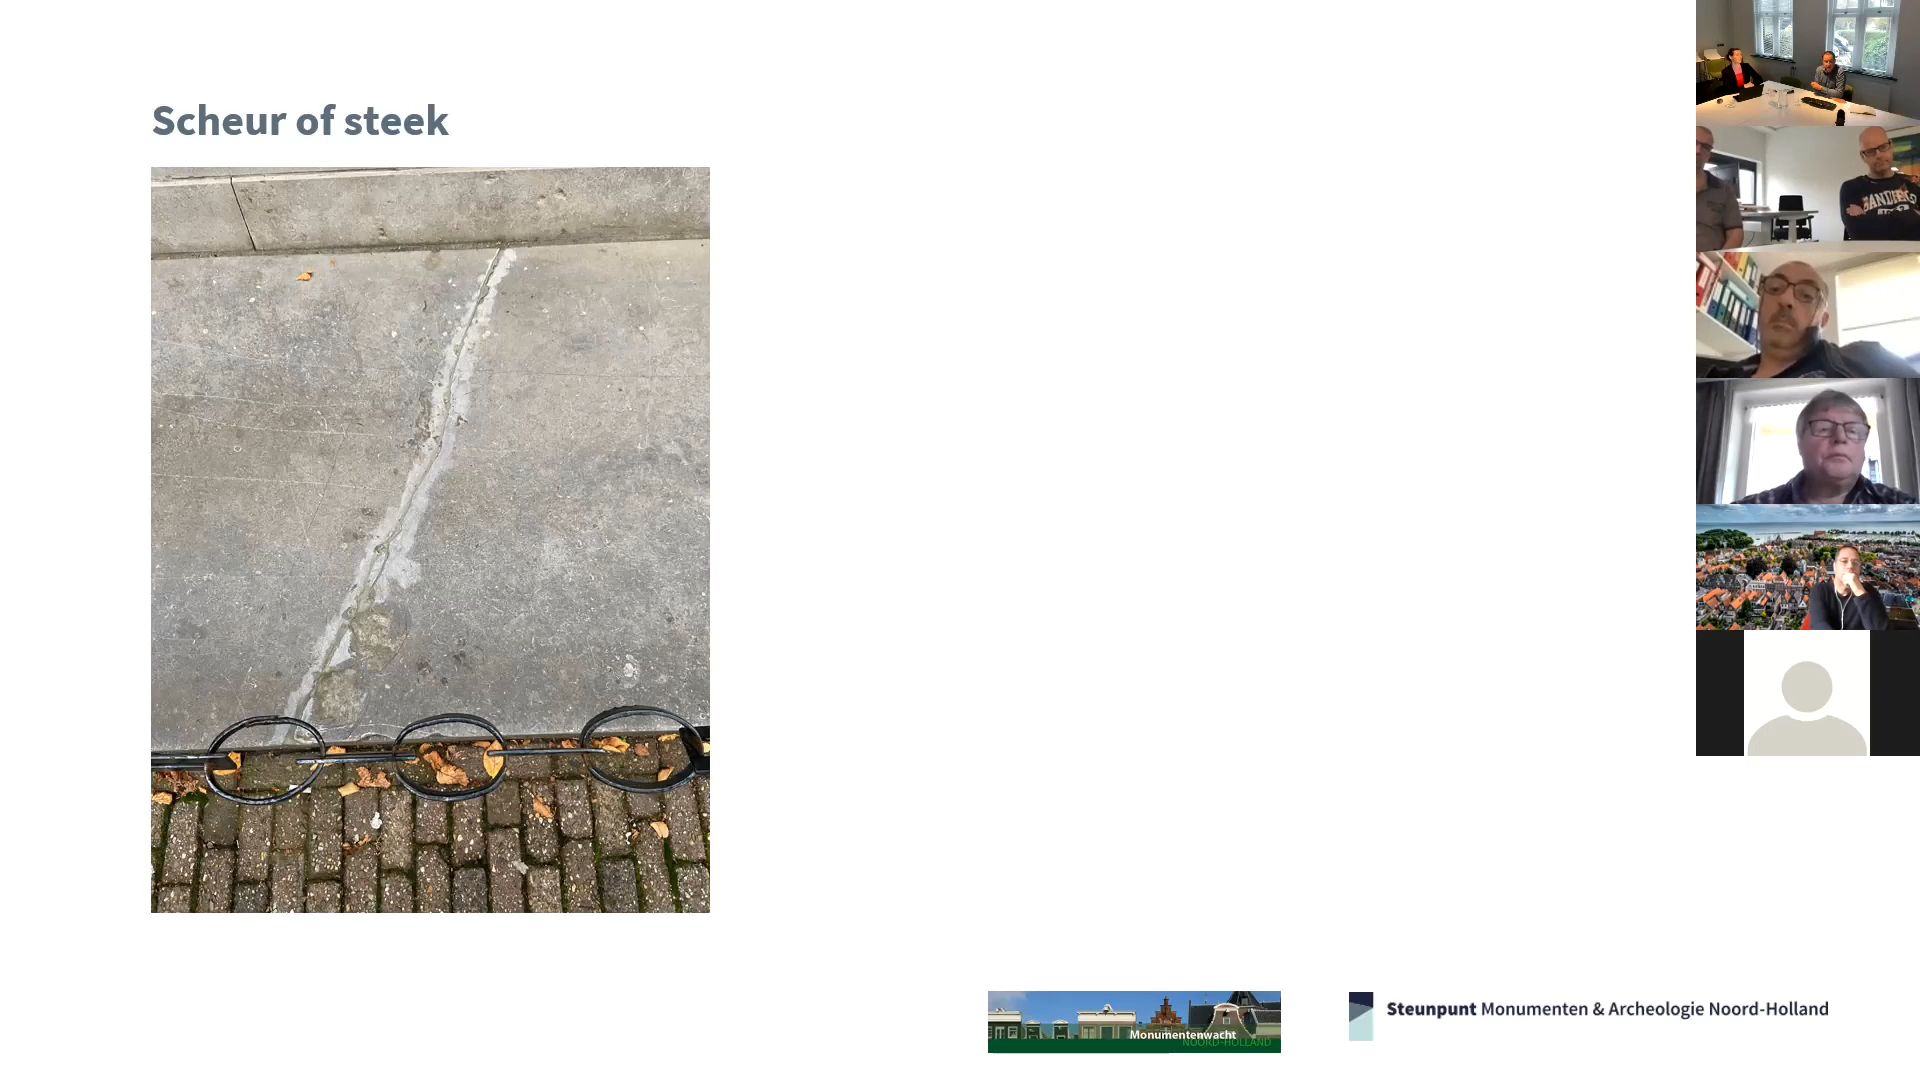 Scheur of steek
Monumentenwacht
NOORD-HOLLAND
Steunpunt Monumenten & Archeologie Noord-Holland